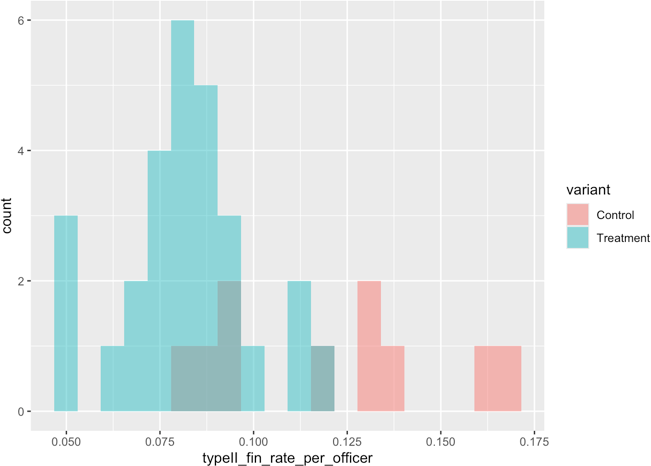 6
4
2
0
count
0.050
0.075
0.100
0.125
0.150
0.175
typeII_fin_rate_per_officer
variant
Control
Treatment